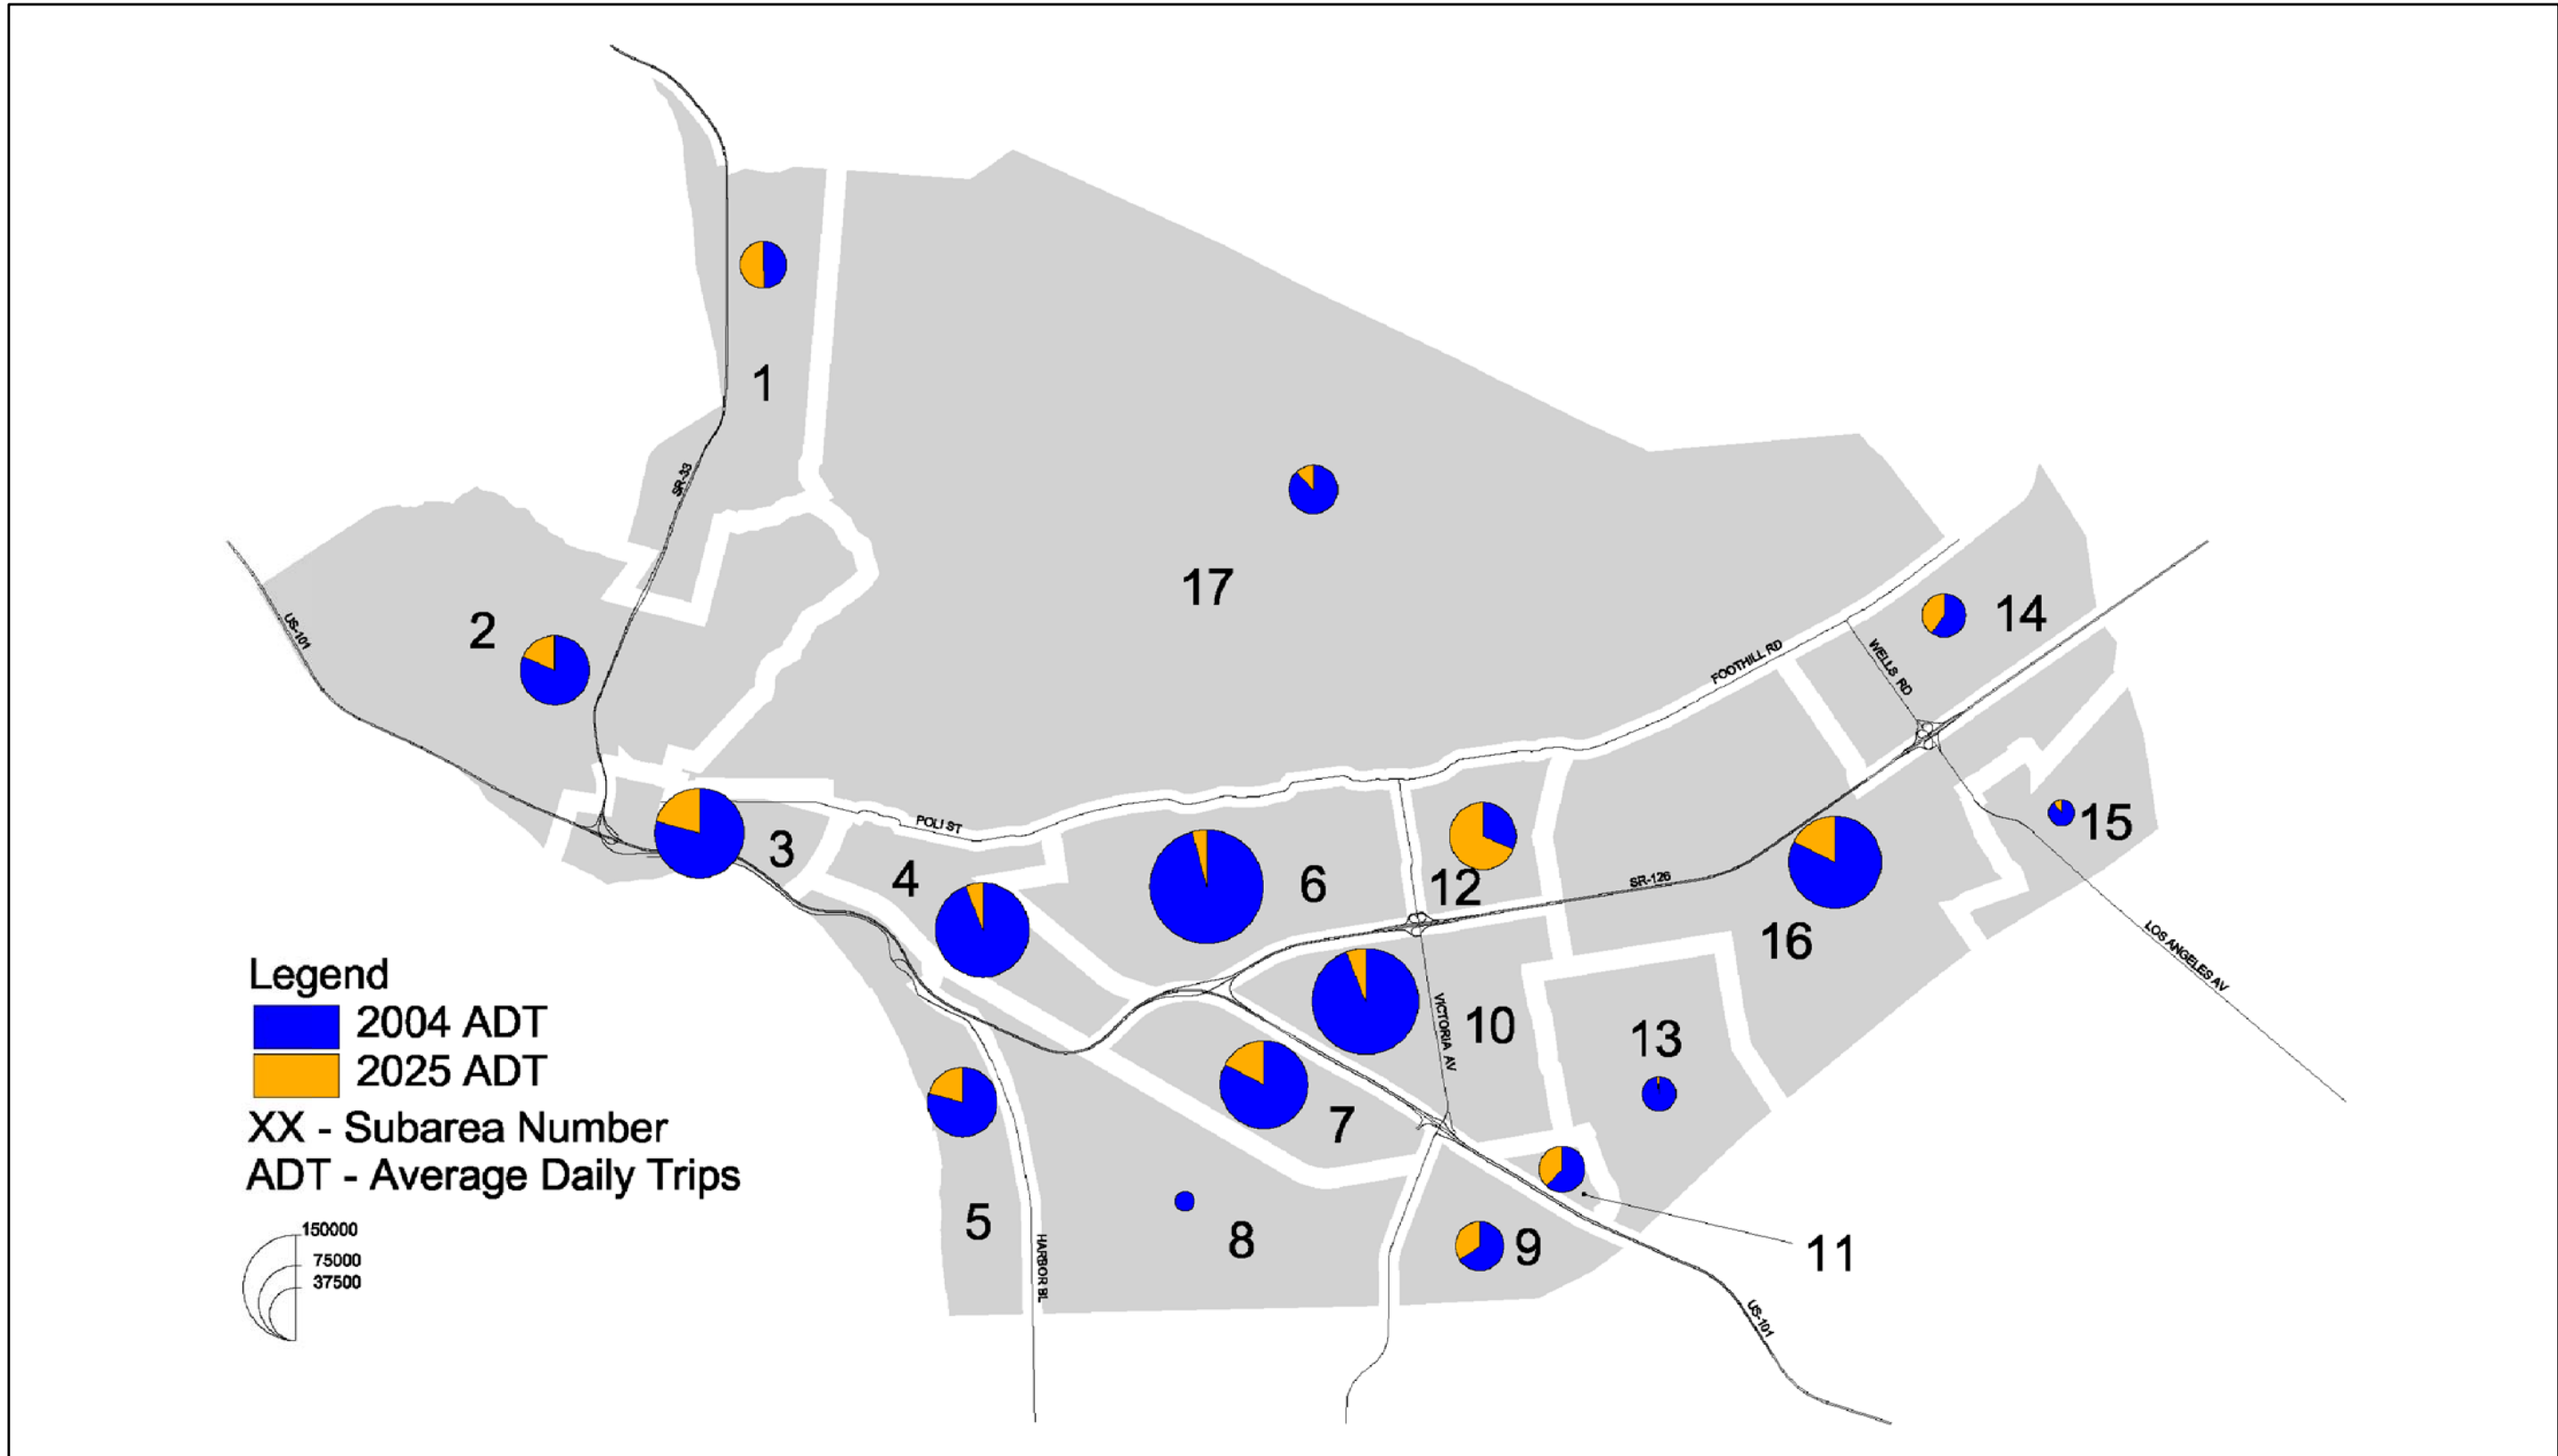 1
SR-33
17
2
US-101
14
FOOTHILL RD
WELLS RD
3
POLI ST
4
6
12
SR-126
15
16
LOS ANGELES AV
Legend
2004 ADT
2025 ADT
XX - Subarea Number
ADT - Average Daily Trips
150000
75000
37500
VICTORIA AV
10
13
7
5
HARBOR BL
8
9
11
US-101